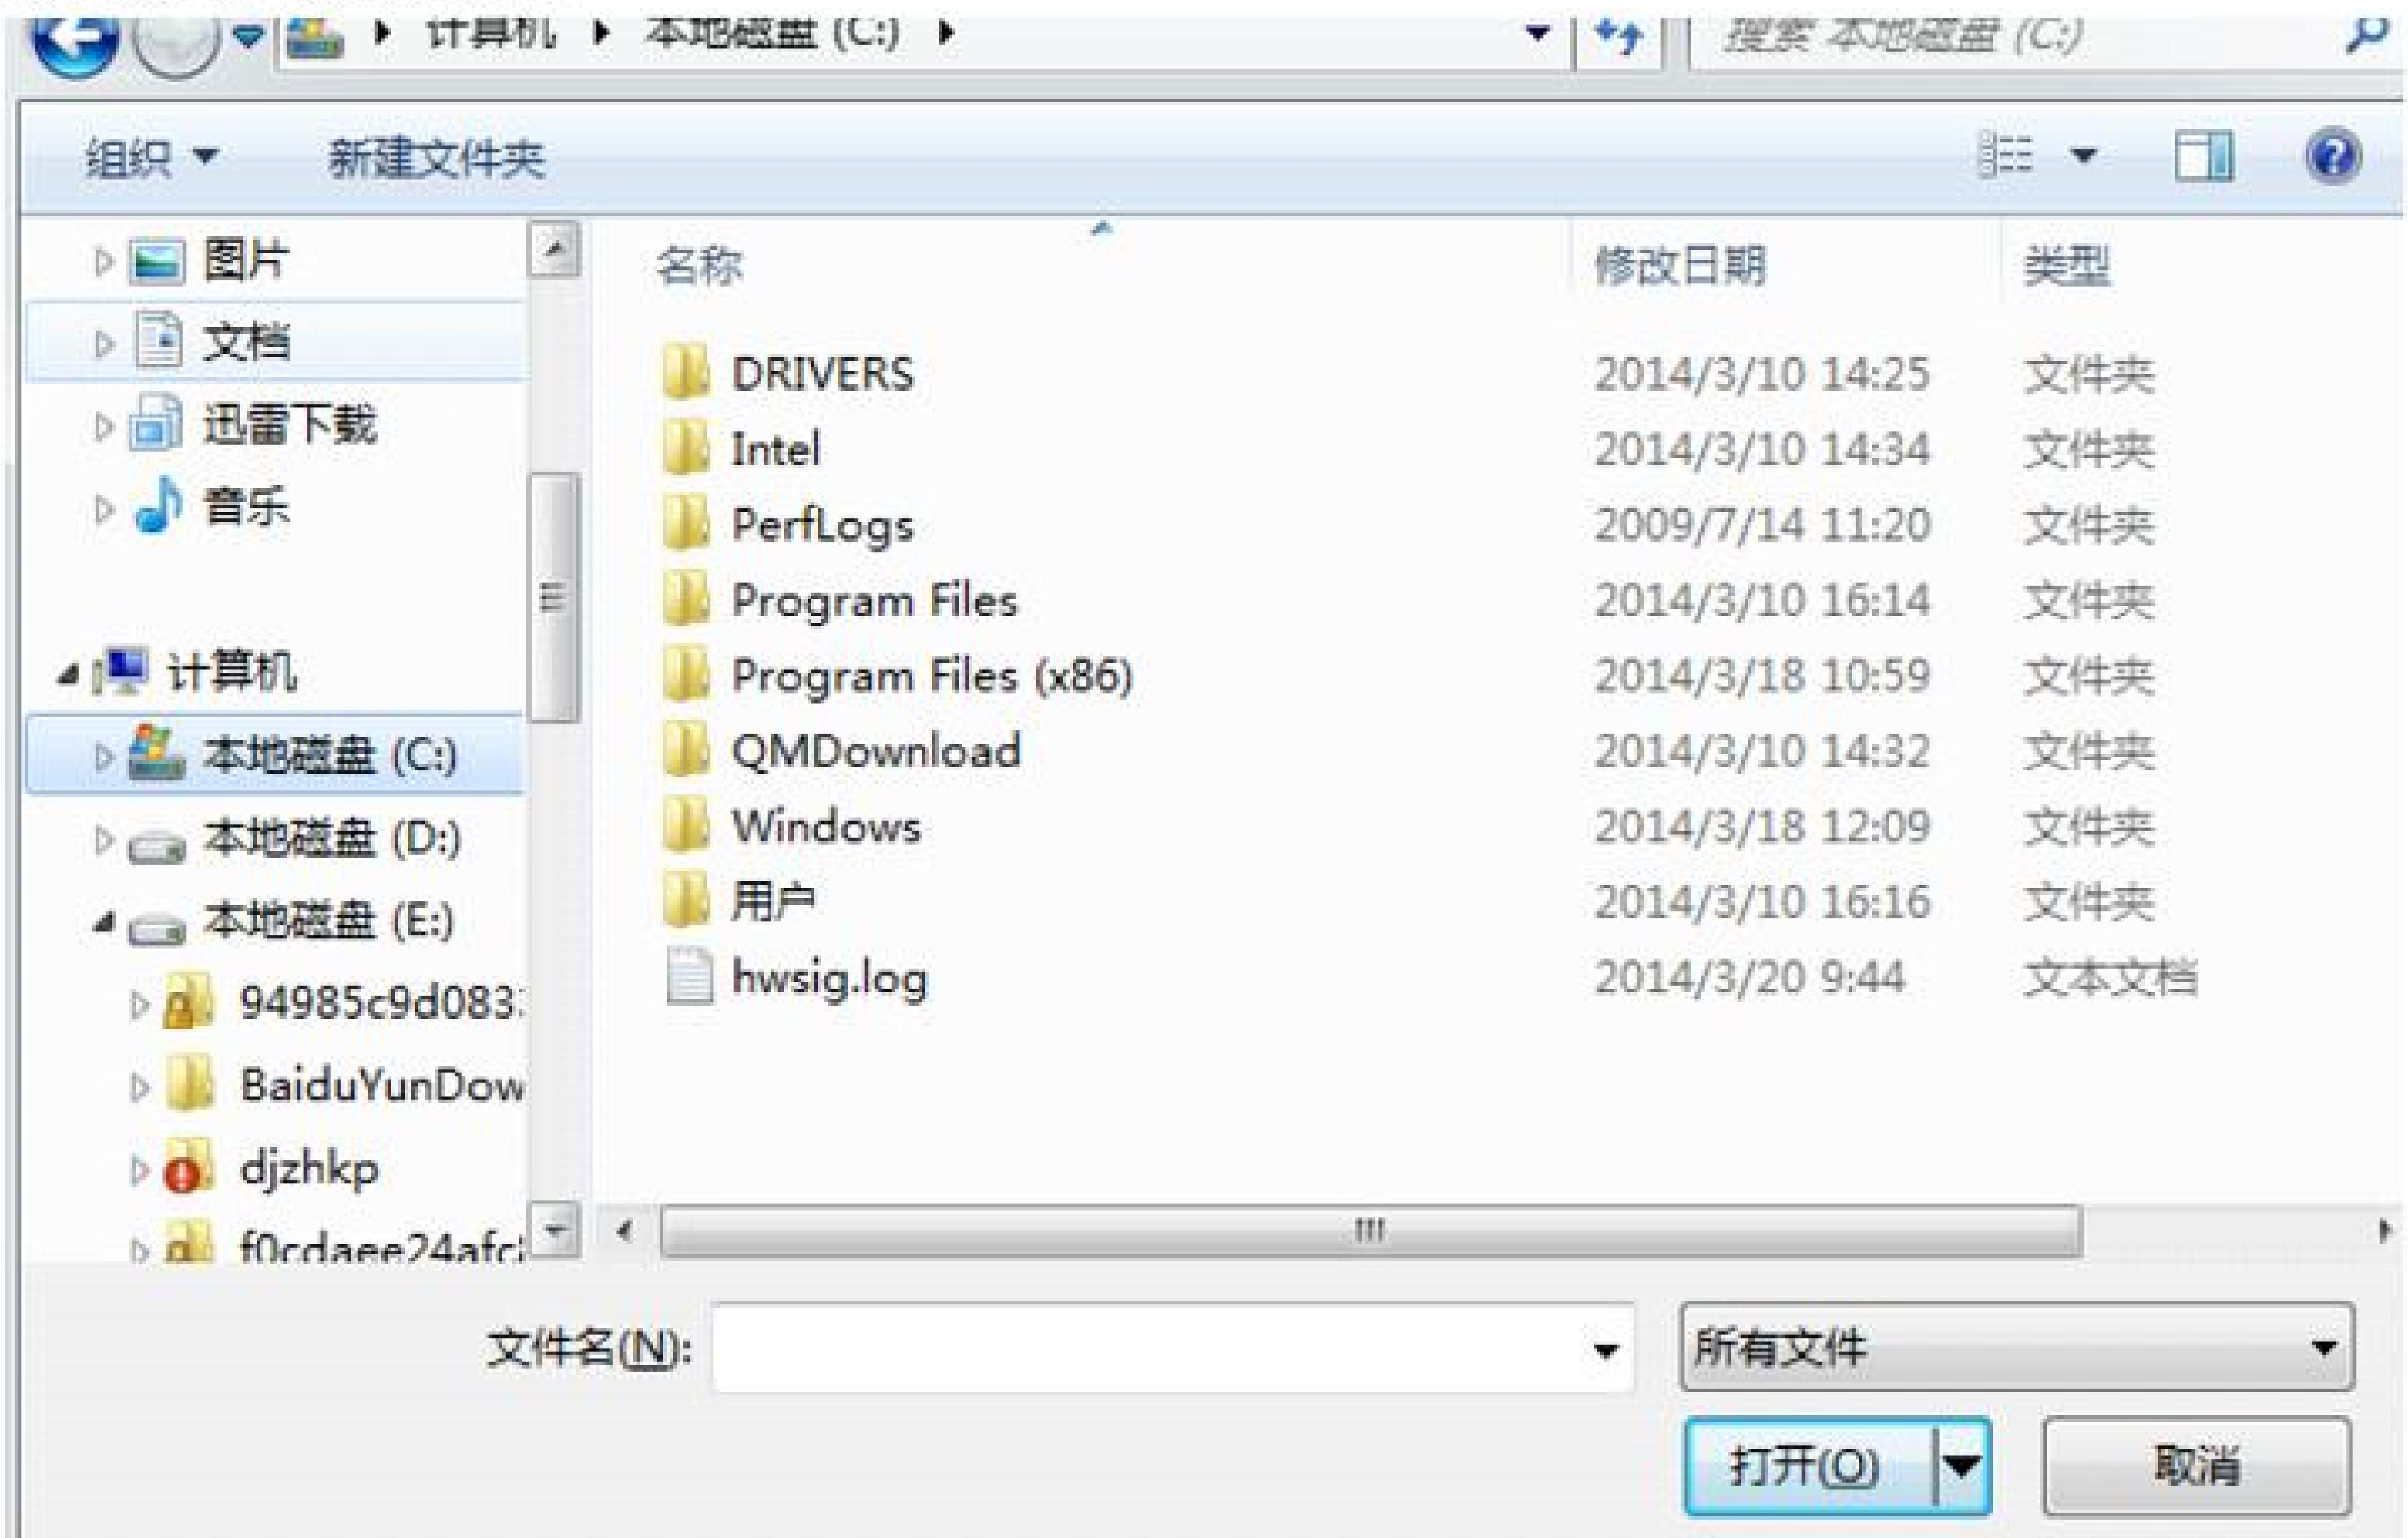 计算机 本地磁盘 (C:) 搜索 本地磁盘 (C:)
组织 新建文件夹
图片
文档
迅雷下载
音乐
计算机
本地磁盘 (C:)
本地磁盘 (D:)
本地磁盘 (E:)
94985c9d083
BaiduYunDow
djzhkp
f0cdaee24afc
名称 修改日期 类型
DRIVERS 2014/3/10 14:25 文件夹
Intel 2014/3/10 14:34 文件夹
PerfLogs 2009/7/14 11:20 文件夹
Program Files 2014/3/10 16:14 文件夹
Program Files (x86) 2014/3/18 10:59 文件夹
QMDownload 2014/3/10 14:32 文件夹
Windows 2014/3/18 12:09 文件夹
用户 2014/3/10 16:16 文件夹
hwsig.log 2014/3/20 9:44 文本文档
文件名(N): 所有文件
打开(O) 取消